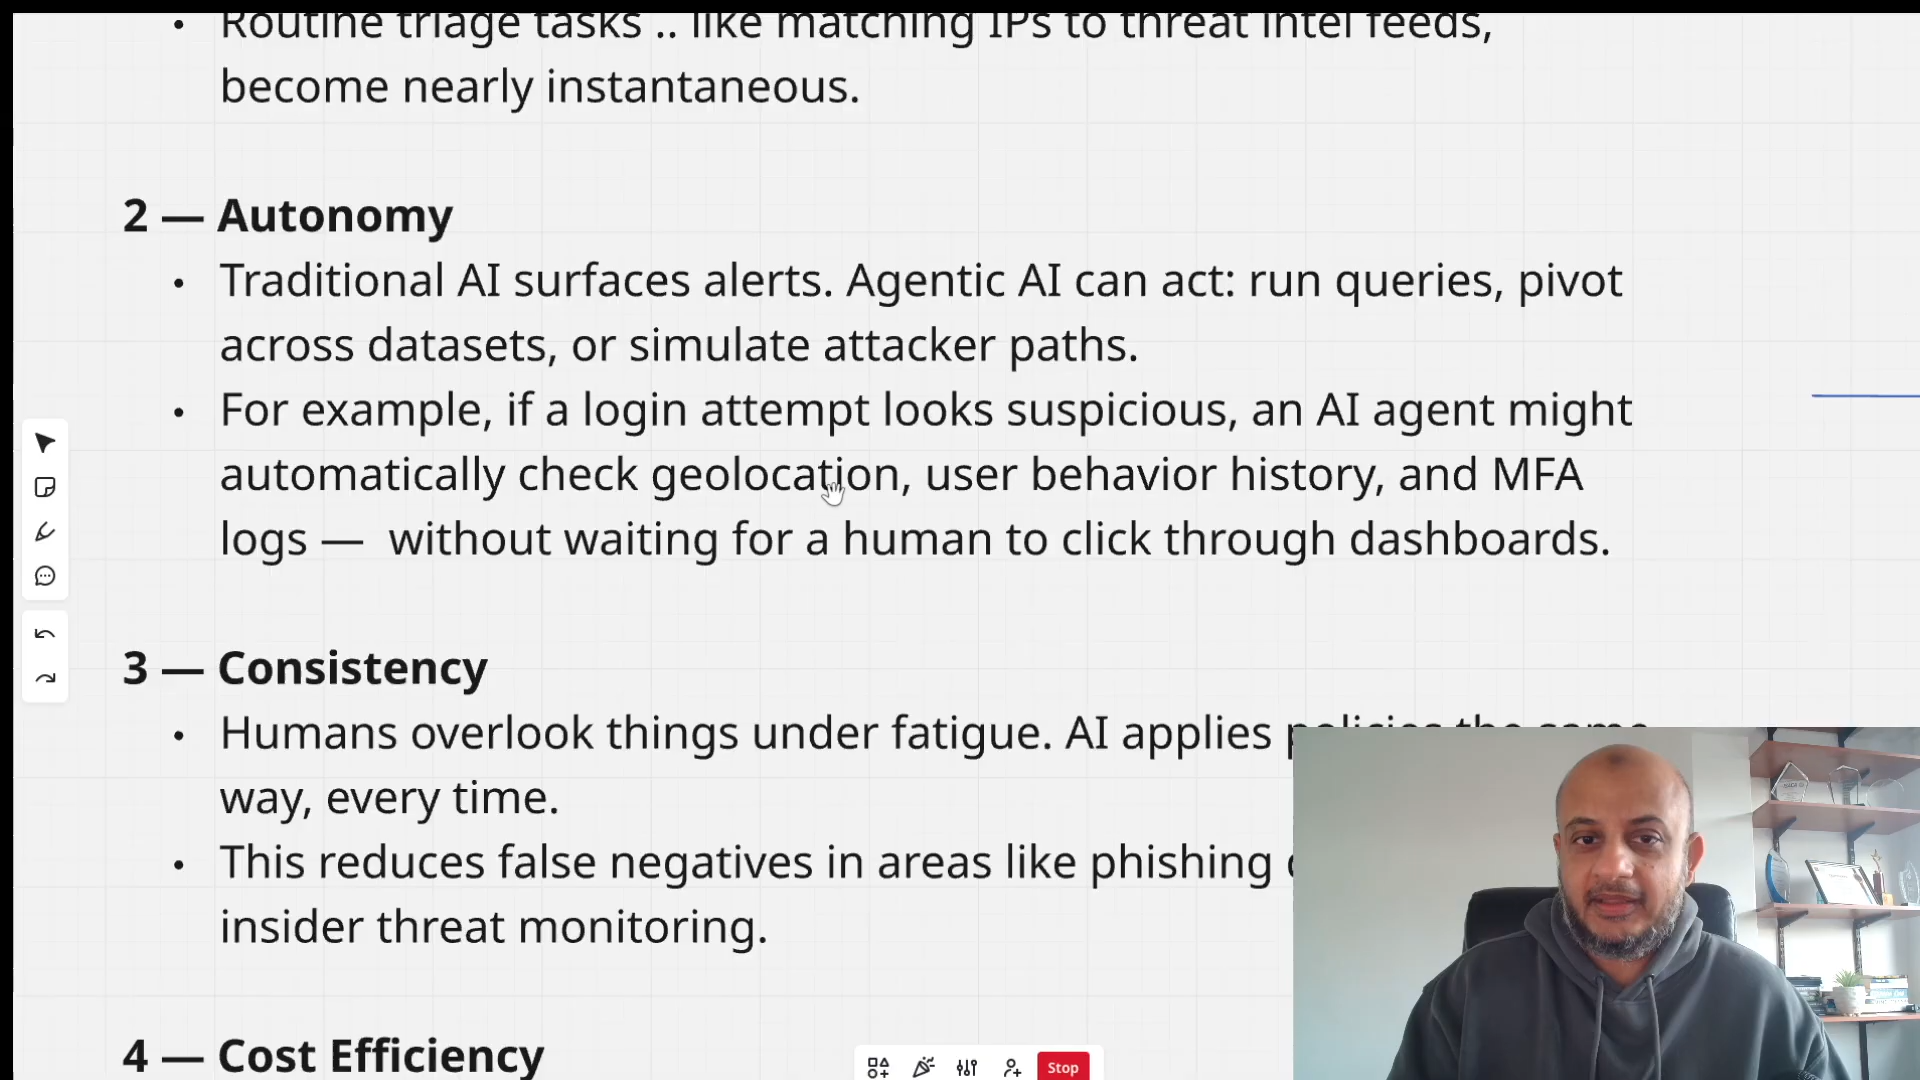 Routine triage tasks .. like matching IPs to threat intel feeds,
become nearly instantaneous.
2 — Autonomy
• Traditional AI surfaces alerts. Agentic AI can act: run queries, pivot
across datasets, or simulate attacker paths.
• For example, if a login attempt looks suspicious, an AI agent might
automatically check geolocation, user behavior history, and MFA
logs — without waiting for a human to click through dashboards.
3 — Consistency
• Humans overlook things under fatigue. AI applies policies the same
way, every time.
• This reduces false negatives in areas like phishing
insider threat monitoring.
4 — Cost Efficiency
Stop